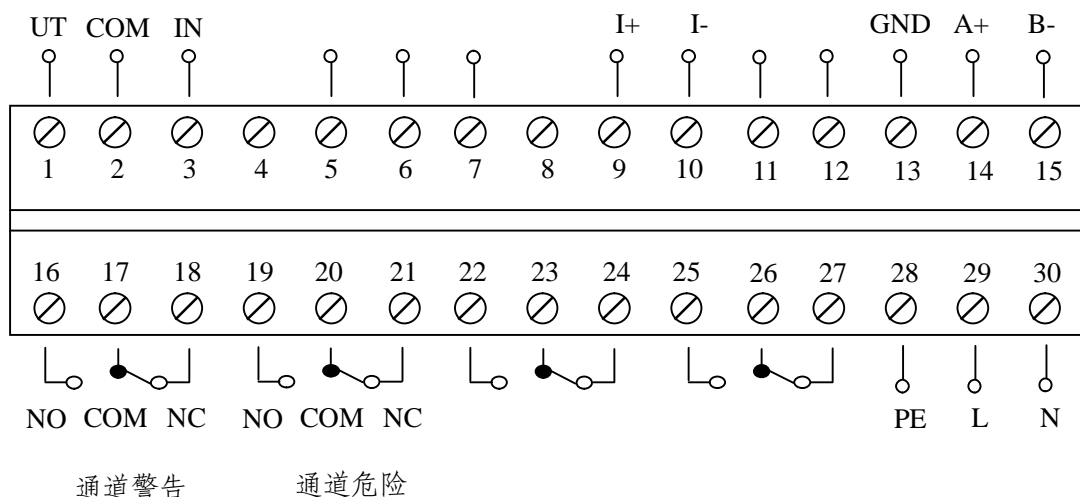 UT COM IN I+ I- GND A+ B-
1 2 3 4 5 6 7 8 9 10 11 12 13 14 15
16 17 18 19 20 21 22 23 24 25 26 27 28 29 30
NO COM NC NO COM NC PE L N
通道警告 通道危险